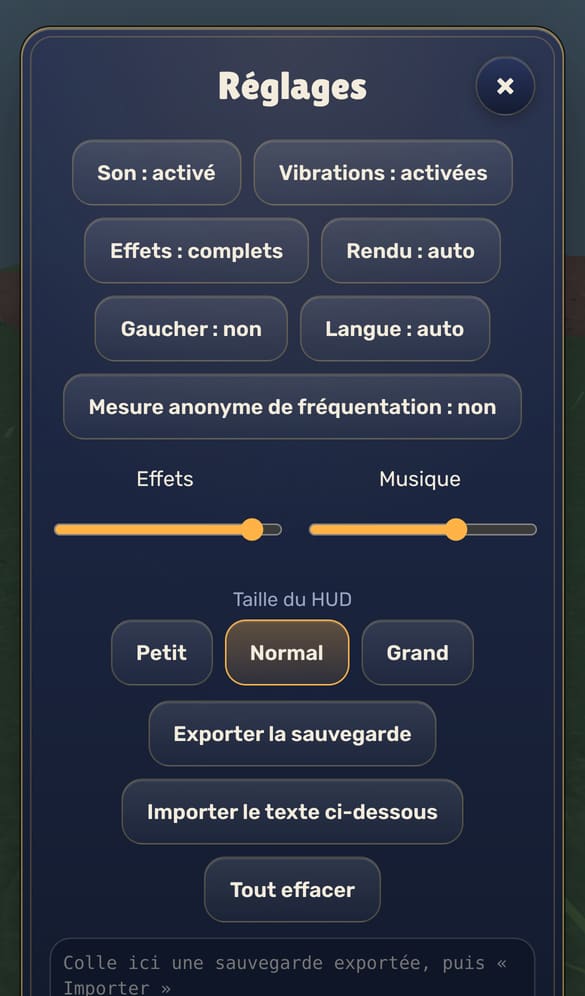 Réglages
×
Son : activé
Vibrations : activées
Effets : complets
Rendu : auto
Gaucher : non
Langue : auto
Mesure anonyme de fréquentation : non
Effets
Musique
Taille du HUD
Petit
Normal
Grand
Exporter la sauvegarde
Importer le texte ci-dessous
Tout effacer
Colle ici une sauvegarde exportée, puis «
Importer »